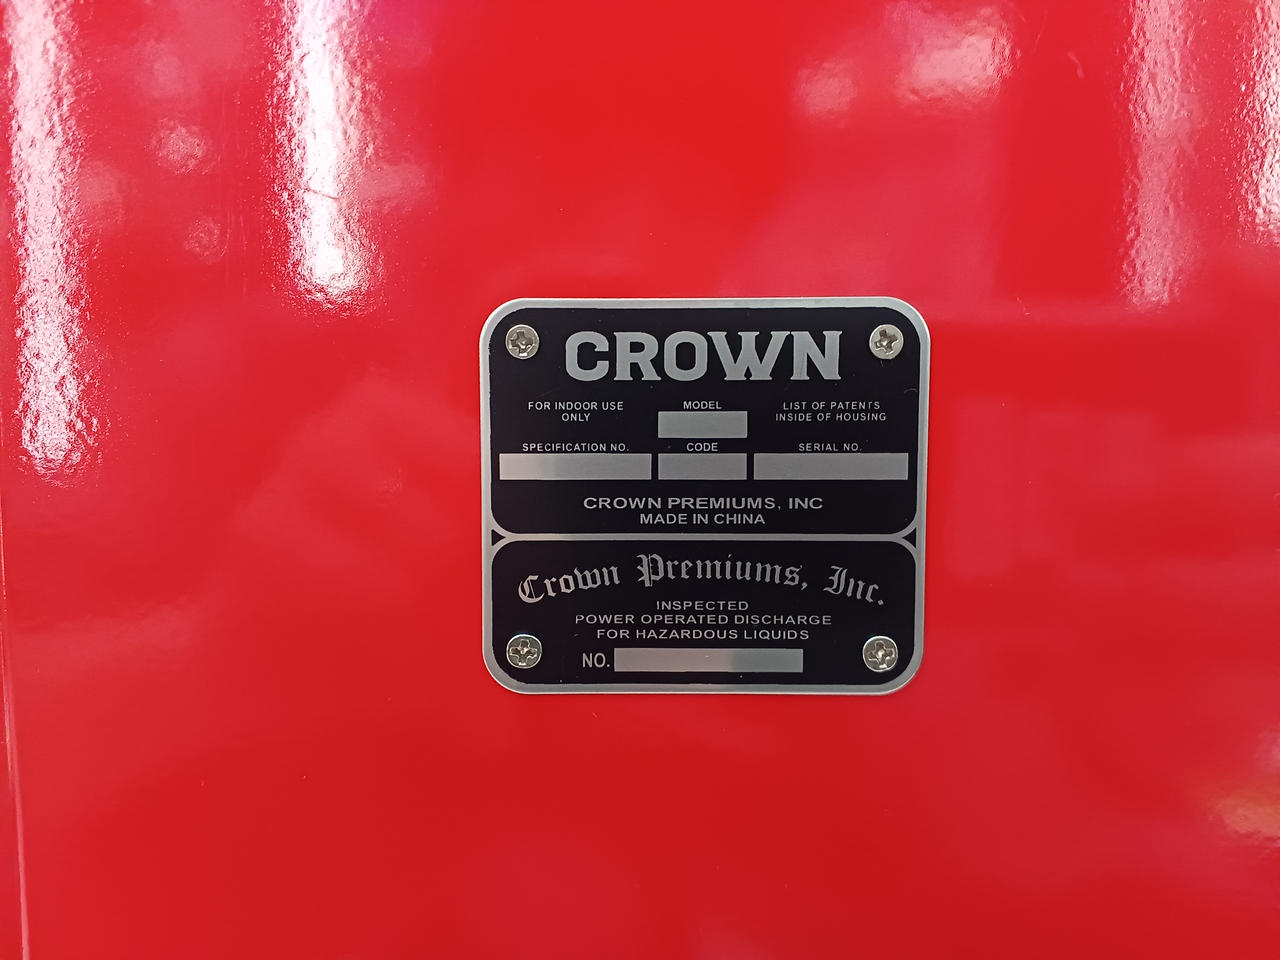 CROWN
FOR INDOOR USE
ONLY
MODEL
LIST OF PATENTS
INSIDE OF HOUSING
SPECIFICATION NO.
CODE
SERIAL NO.
CROWN PREMIUMS, INC
MADE IN CHINA
Crown Premiums, Inc.
INSPECTED
POWER OPERATED DISCHARGE
FOR HAZARDOUS LIQUIDS
NO.